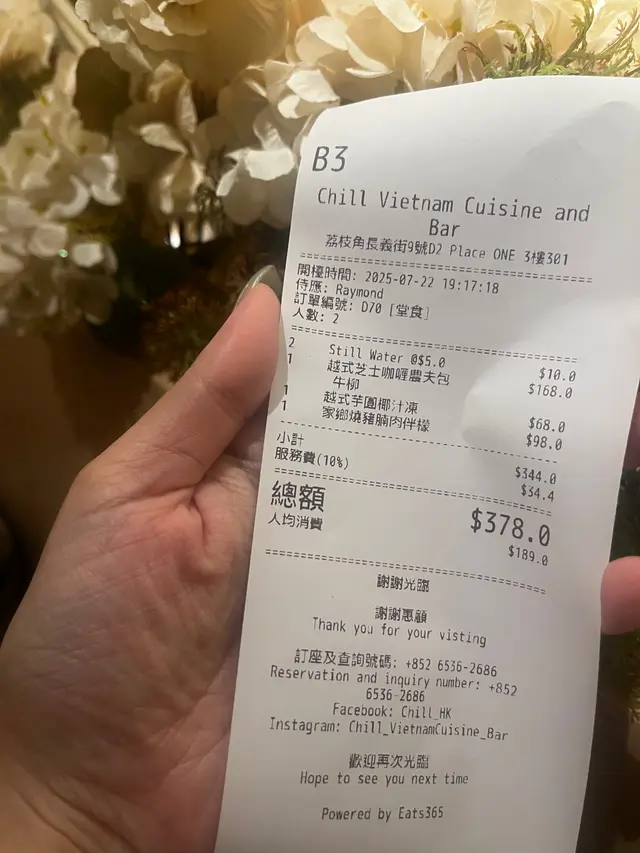 B3
Chill Vietnam Cuisine and
Bar
荔枝角長義街9號D2 Place ONE 3樓301
開檯時間: 2025-07-22 19:17:18
侍應: Raymond
訂單編號: D70 [堂食]
人數: 2
2 Still Water @$5.0 $10.0
1 越式芝士咖喱農夫包 $168.0
牛柳
1 越式芋圓椰汁凍 $68.0
1 家鄉燒豬腩肉伴檬 $98.0
小計 $344.0
服務費(10%) $34.4
總額 $378.0
人均消費 $189.0
謝謝光臨
謝謝惠顧
Thank you for your visting
訂座及查詢號碼: +852 6536-2686
Reservation and inquiry number: +852
6536-2686
Facebook: Chill_HK
Instagram: Chill_VietnamCuisine_Bar
歡迎再次光臨
Hope to see you next time
Powered by Eats365